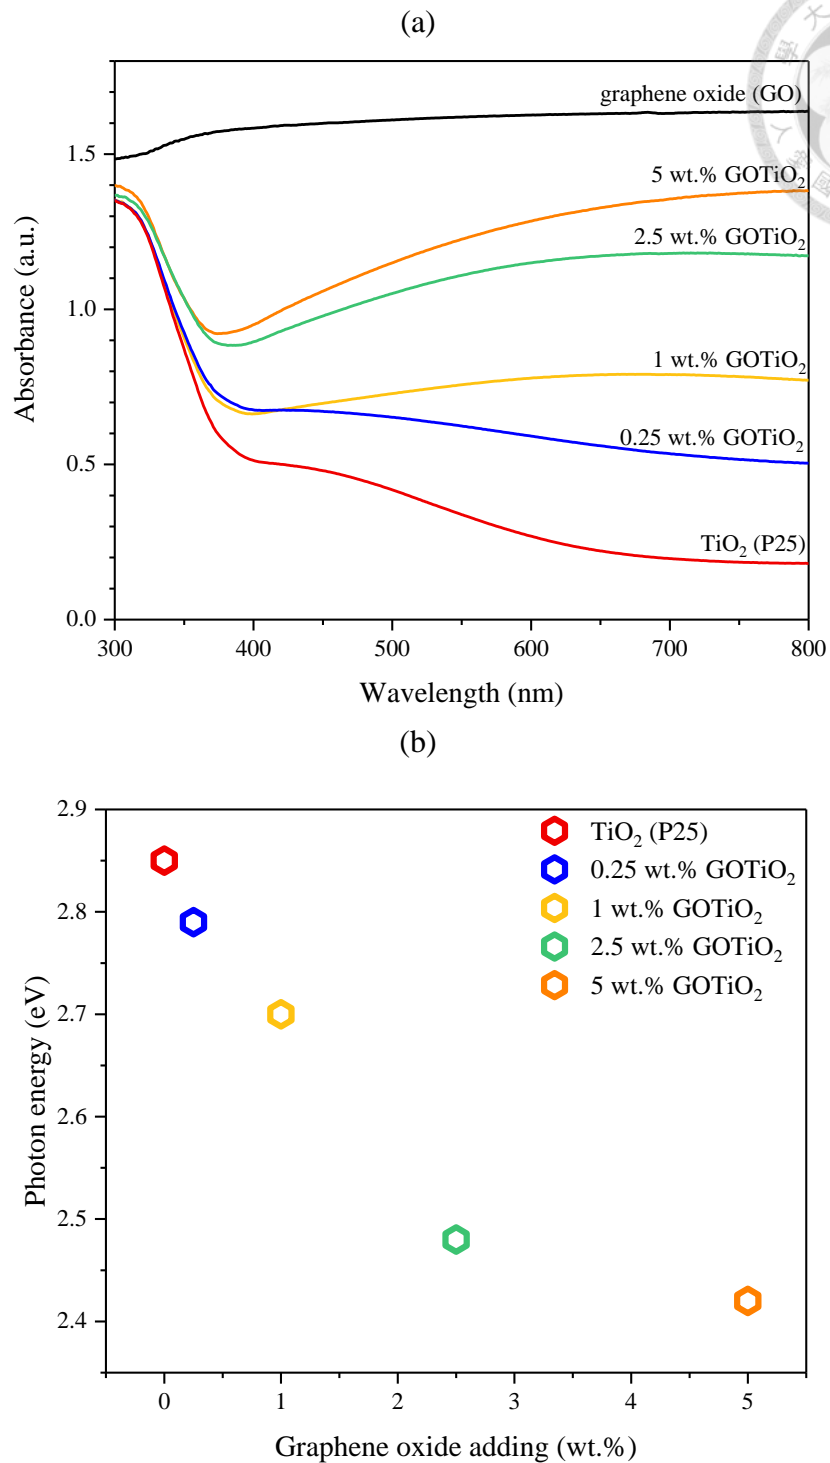 (a)
graphene oxide (GO)
5 wt.% GOTiO₂
2.5 wt.% GOTiO₂
1 wt.% GOTiO₂
0.25 wt.% GOTiO₂
TiO₂ (P25)
1.5
1.0
0.5
0.0
Absorbance (a.u.)
300 400 500 600 700 800
Wavelength (nm)
大
學
人
國
(b)
2.9
2.8
2.7
2.6
2.5
2.4
Photon energy (eV)
TiO₂ (P25)
0.25 wt.% GOTiO₂
1 wt.% GOTiO₂
2.5 wt.% GOTiO₂
5 wt.% GOTiO₂
0 1 2 3 4 5
Graphene oxide adding (wt.%)